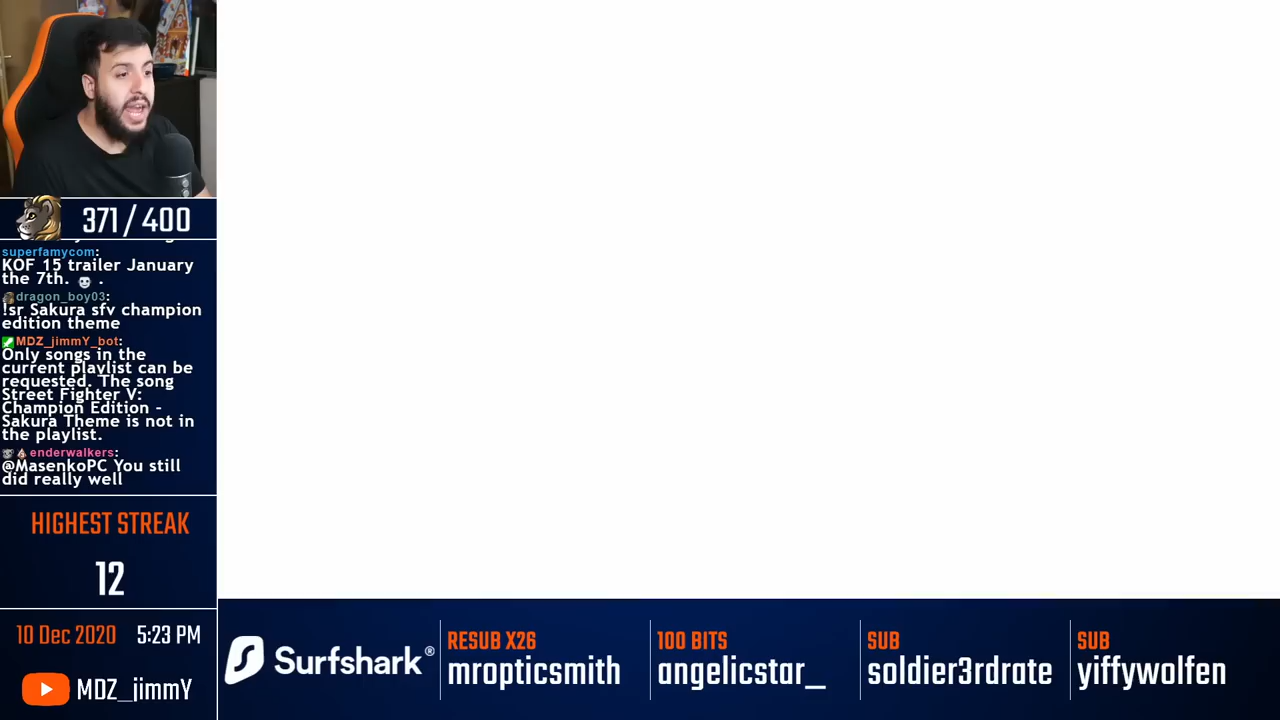 371 / 400
superfamycom:
KOF 15 trailer January
the 7th. .
dragon_boy03:
!sr Sakura sfv champion
edition theme
MDZ_jimmY_bot:
Only songs in the
current playlist can be
requested. The song
Street Fighter V:
Champion Edition -
Sakura Theme is not in
the playlist.
enderwalkers:
@MasenkoPC You still
did really well
HIGHEST STREAK
12
10 Dec 2020 5:23 PM
MDZ_jimmY
Surfshark®
RESUB X26
mropticsmith
100 BITS
angelicstar_
SUB
soldier3rdrate
SUB
yiffywolfen